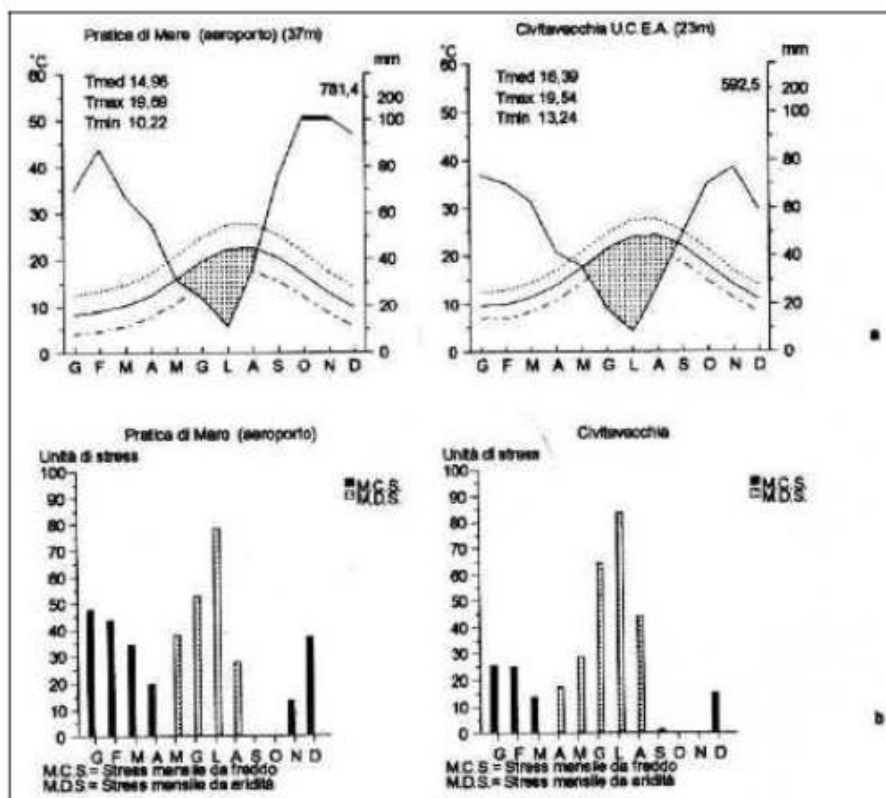 Pratica di Mare (aeroporto) (37m)
°C
mm
Tmed 14,96
Tmax 19,69
Tmin 10,22
781,4
60
50
40
30
20
10
0
200
100
80
60
40
20
0
G F M A M G L A S O N D
Civitavecchia U.C.E.A. (23m)
°C
mm
Tmed 16,39
Tmax 19,54
Tmin 13,24
592,5
60
50
40
30
20
10
0
200
100
80
60
40
20
0
G F M A M G L A S O N D
a
Pratica di Mare (aeroporto)
Unità di stress
M.C.S.
M.D.S.
100
90
80
70
60
50
40
30
20
10
0
G F M A M G L A S O N D
M.C.S.= Stress mensile da freddo
M.D.S.= Stress mensile da aridità
Civitavecchia
Unità di stress
M.C.S.
M.D.S.
100
90
80
70
60
50
40
30
20
10
0
G F M A M G L A S O N D
M.C.S.= Stress mensile da freddo
M.D.S.= Stress mensile da aridità
b